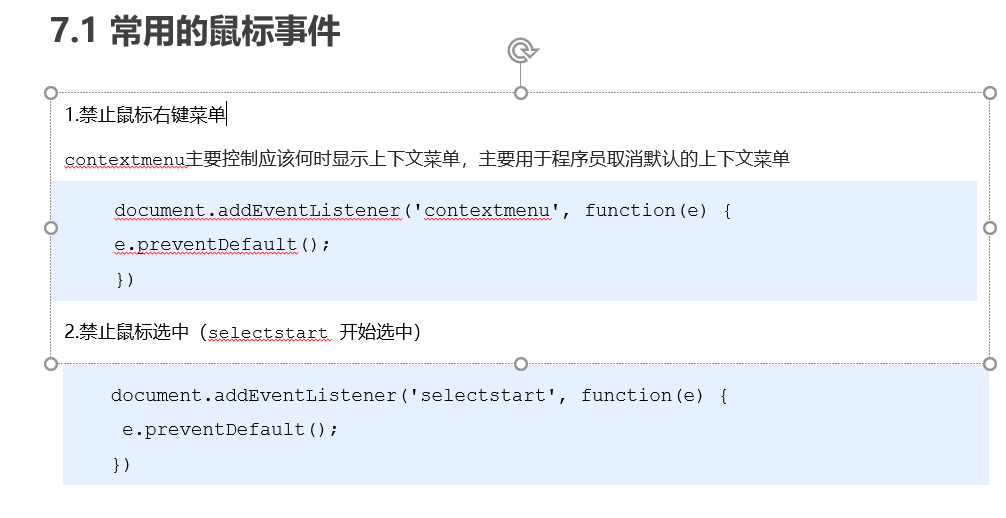 7.1 常用的鼠标事件
1.禁止鼠标右键菜单
contextmenu主要控制应该何时显示上下文菜单，主要用于程序员取消默认的上下文菜单
document.addEventListener('contextmenu', function(e) {
e.preventDefault();
})
2.禁止鼠标选中（selectstart 开始选中）
document.addEventListener('selectstart', function(e) {
e.preventDefault();
})